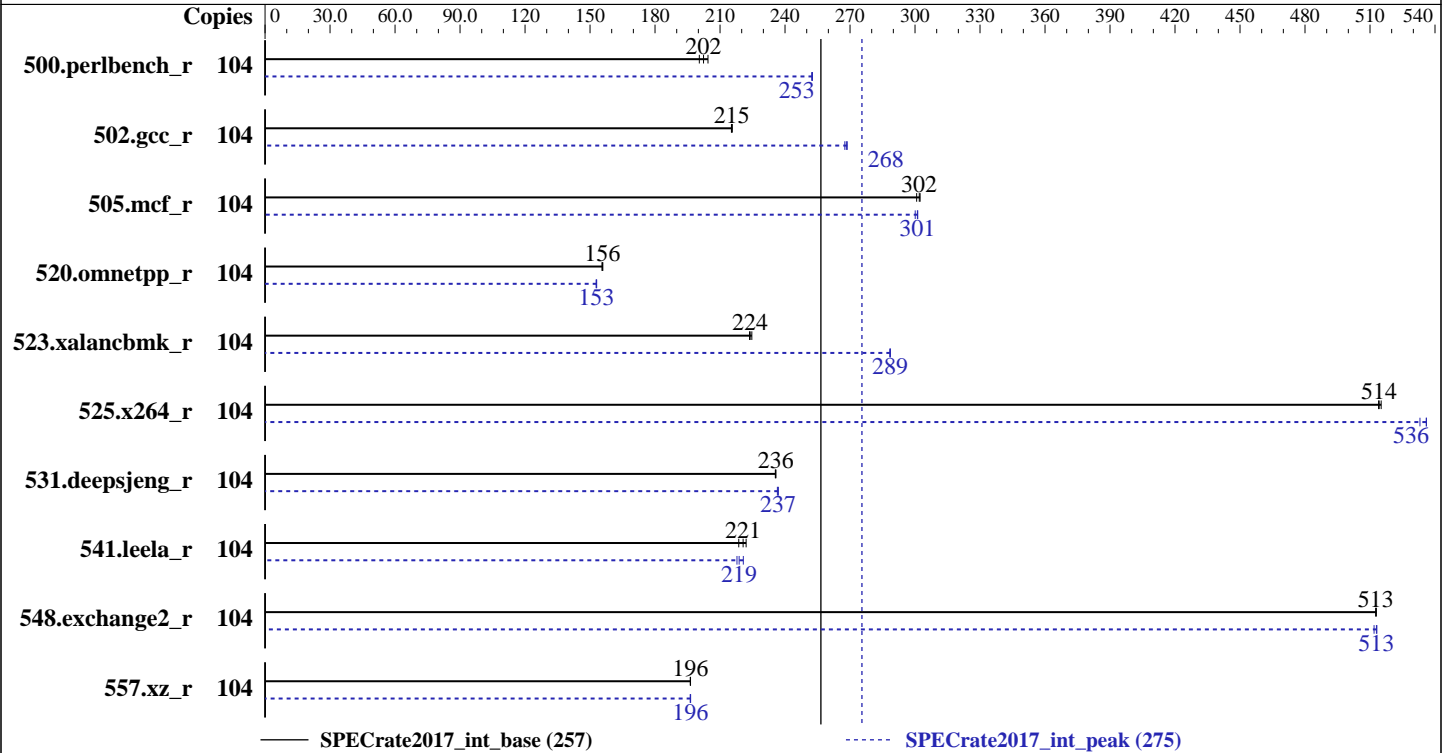 Copies 0 30.0 60.0 90.0 120 150 180 210 240 270 300 330 360 390 420 450 480 510 540
202
500.perlbench_r 104
253
215
502.gcc_r 104
268
302
505.mcf_r 104
301
156
520.omnetpp_r 104
153
224
523.xalancbmk_r 104
289
514
525.x264_r 104
536
236
531.deepsjeng_r 104
237
221
541.leela_r 104
219
513
548.exchange2_r 104
513
196
557.xz_r 104
196
SPECrate2017_int_base (257) SPECrate2017_int_peak (275)